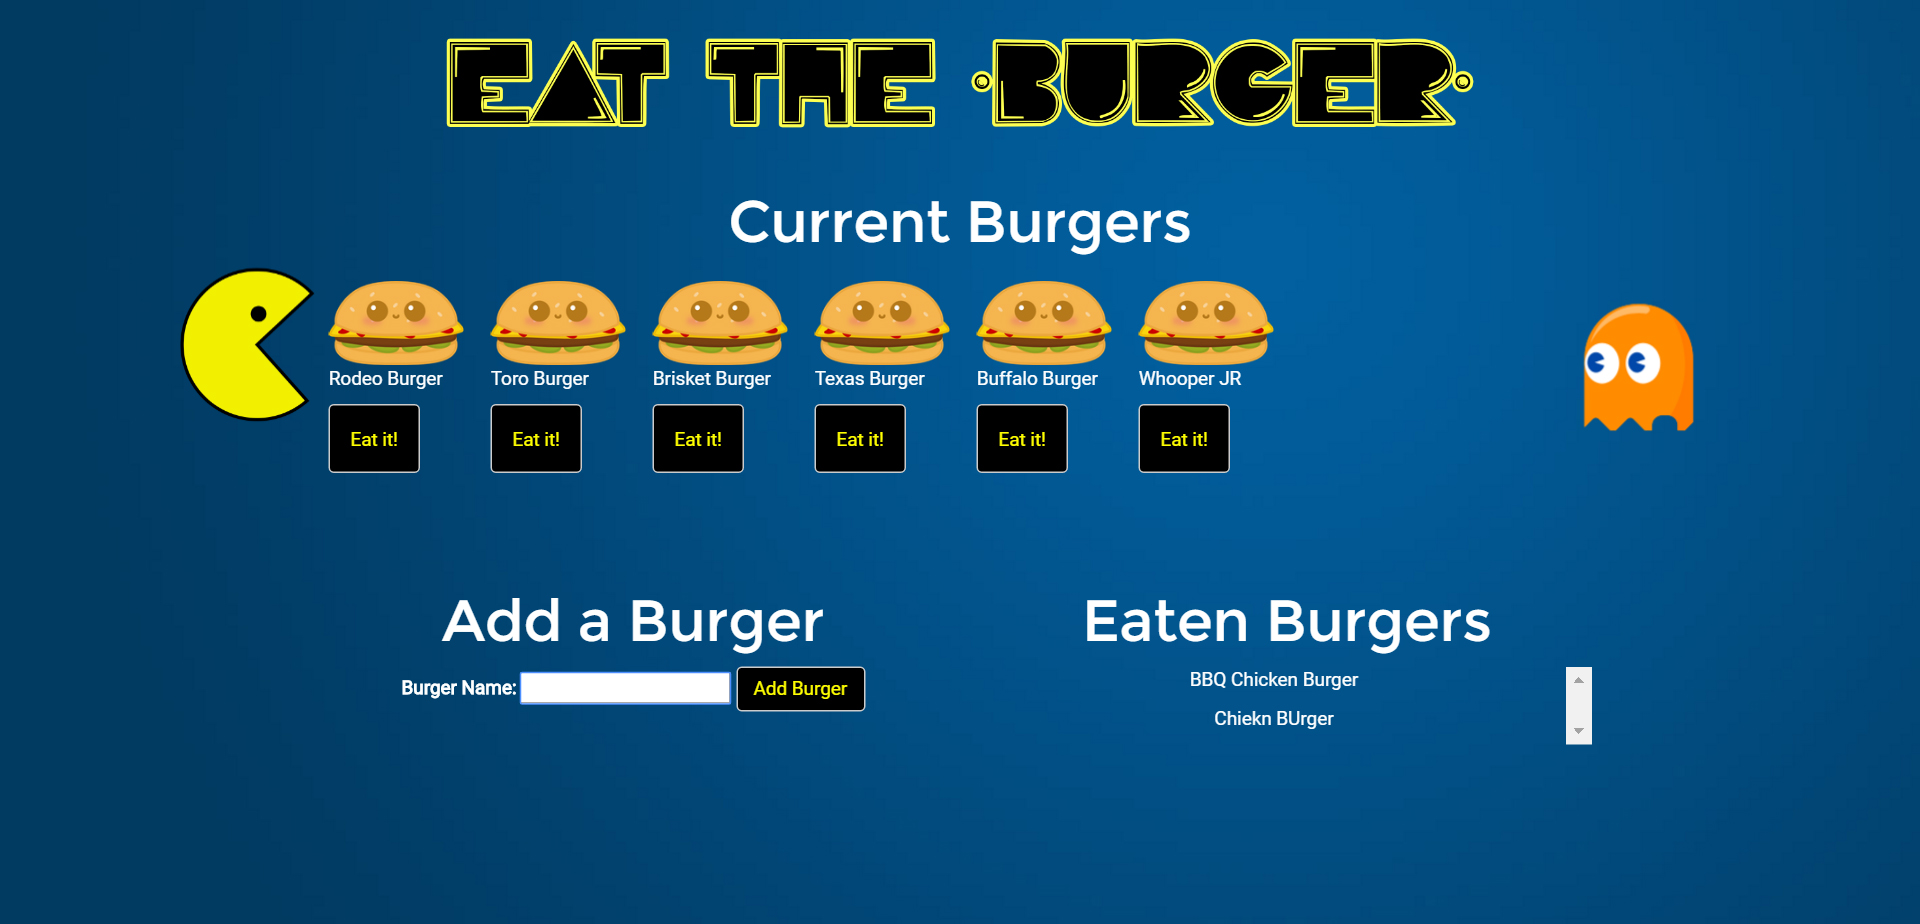 EAT THE BURGER
Current Burgers
Rodeo Burger Toro Burger Brisket Burger Texas Burger Buffalo Burger Whooper JR
Eat it! Eat it! Eat it! Eat it! Eat it! Eat it!
Add a Burger
Burger Name: Add Burger
Eaten Burgers
BBQ Chicken Burger
Chiekn BUrger